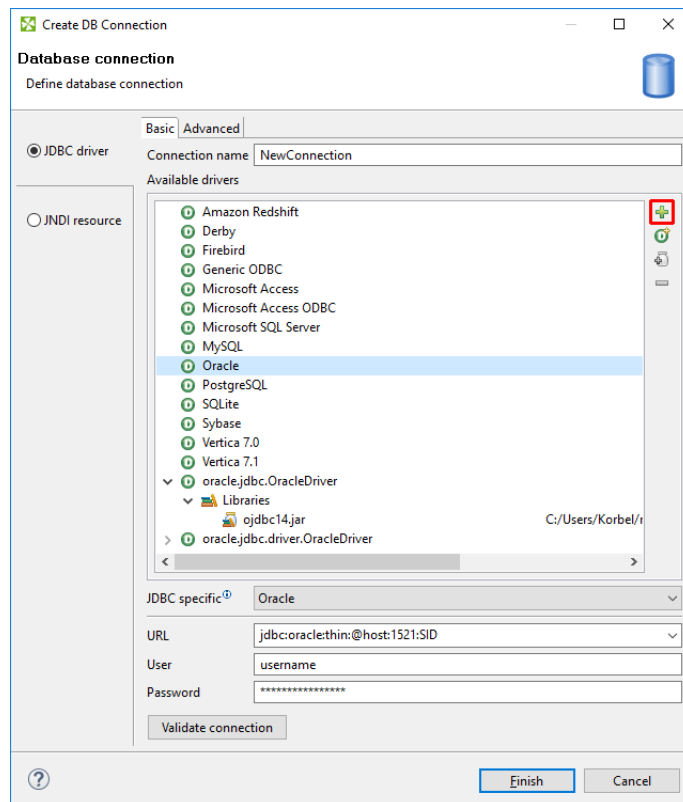 Create DB Connection
Database connection
Define database connection
Basic Advanced
JDBC driver
Connection name NewConnection
Available drivers
JNDI resource
Amazon Redshift
Derby
Firebird
Generic ODBC
Microsoft Access
Microsoft Access ODBC
Microsoft SQL Server
MySQL
Oracle
PostgreSQL
SQLite
Sybase
Vertica 7.0
Vertica 7.1
oracle.jdbc.OracleDriver
Libraries
ojdbc14.jar C:/Users/Korbel/
oracle.jdbc.driver.OracleDriver
JDBC specific Oracle
URL jdbc:oracle:thin:@host:1521:SID
User username
Password ****************
Validate connection
Finish Cancel